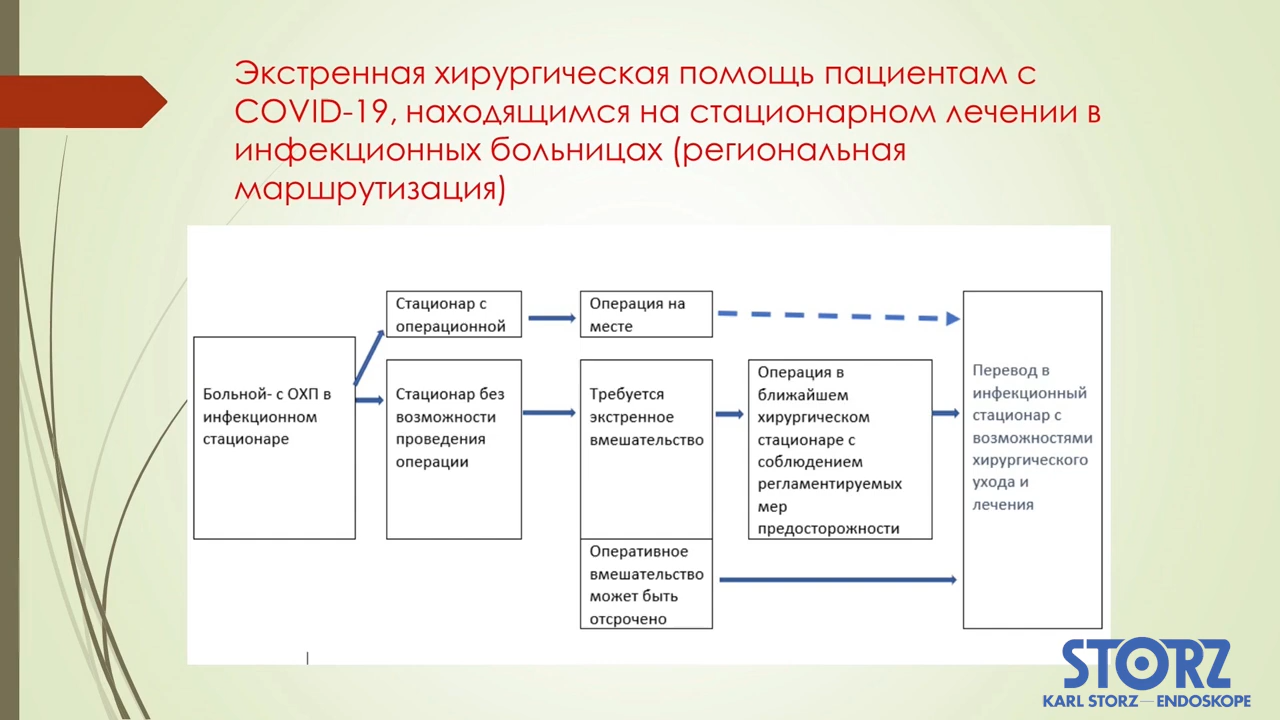 Экстренная хирургическая помощь пациентам с
COVID-19, находящимся на стационарном лечении в
инфекционных больницах (региональная
маршрутизация)
Больной- с ОХП в
инфекционном
стационаре
Стационар с
операционной
Операция на
месте
Стационар без
возможности
проведения
операции
Требуется
экстренное
вмешательство
Операция в
ближайшем
хирургическом
стационаре с
соблюдением
регламентируемых
мер
предосторожности
Оперативное
вмешательство
может быть
отсрочено
Перевод в
инфекционный
стационар с
возможностями
хирургического
ухода и
лечения
STORZ
KARL STORZ—ENDOSKOPE